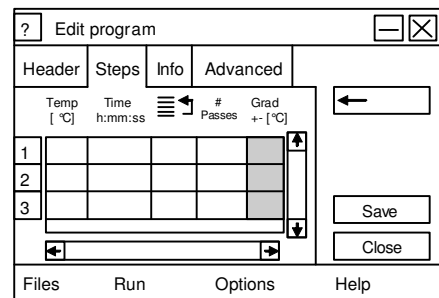 ? Edit program
Header Steps Info Advanced
Temp Time # Grad
[ °C] h:mm:ss Passes +- [°C]
1
2
3
Save
Close
Files Run Options Help